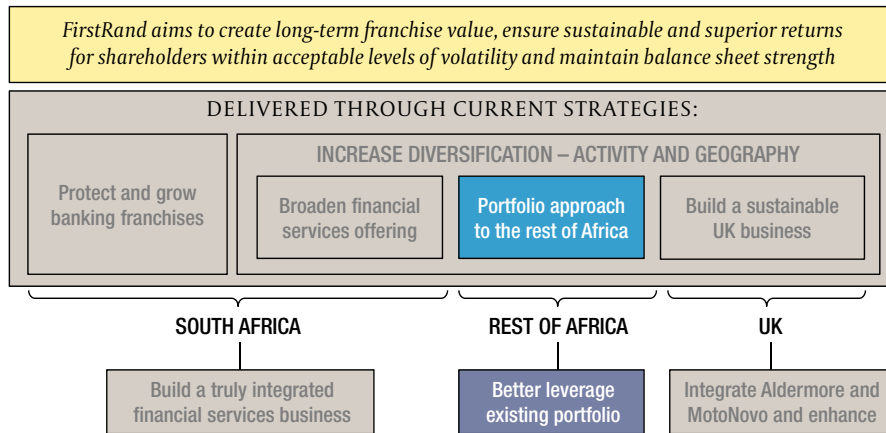 FirstRand aims to create long-term franchise value, ensure sustainable and superior returns
for shareholders within acceptable levels of volatility and maintain balance sheet strength
DELIVERED THROUGH CURRENT STRATEGIES:
Protect and grow
banking franchises
INCREASE DIVERSIFICATION – ACTIVITY AND GEOGRAPHY
Broaden financial
services offering
Portfolio approach
to the rest of Africa
Build a sustainable
UK business
SOUTH AFRICA
REST OF AFRICA
UK
Build a truly integrated
financial services business
Better leverage
existing portfolio
Integrate Aldermore and
MotoNovo and enhance